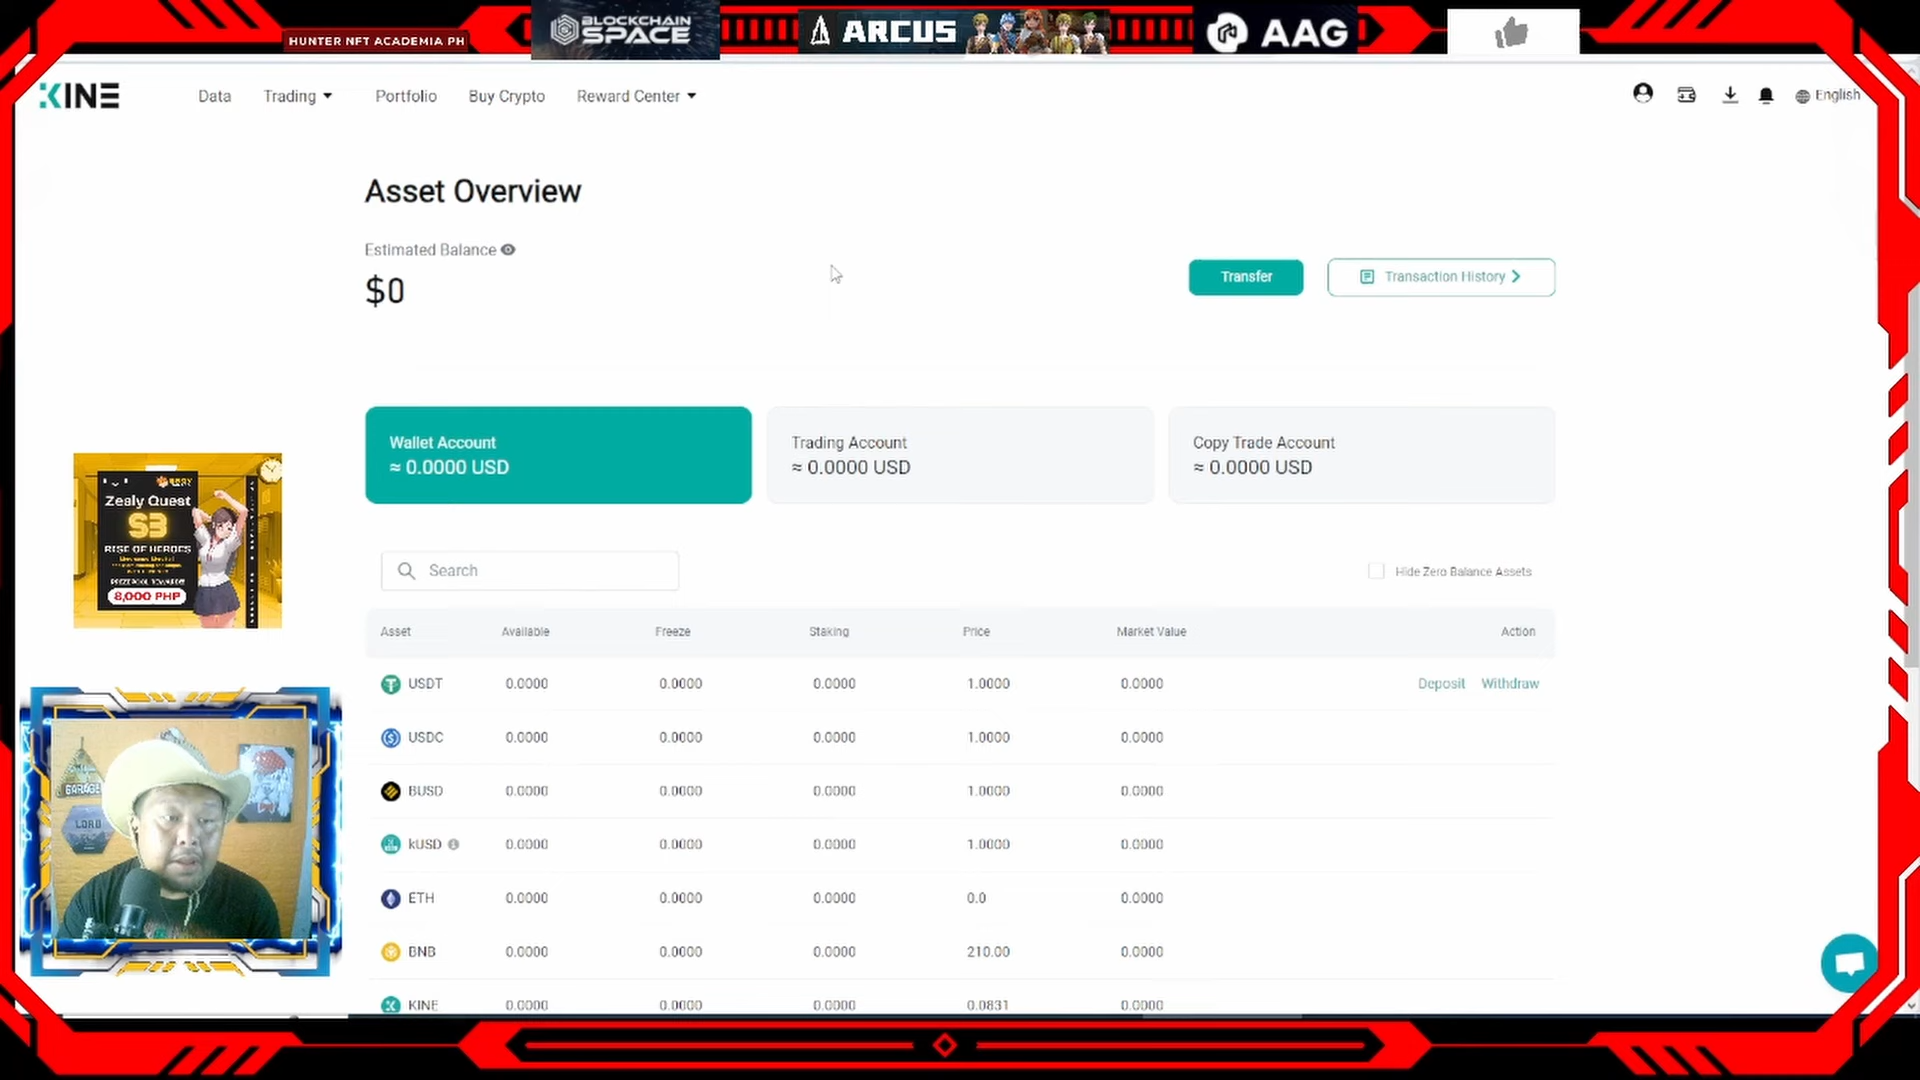 HUNTER NFT ACADEMIA PH
BLOCKCHAIN
SPACE
ARCUS
AAG
KINE
Data
Trading
Portfolio
Buy Crypto
Reward Center
English
Asset Overview
Estimated Balance
$0
Transfer
Transaction History
Wallet Account
≈ 0.0000 USD
Trading Account
≈ 0.0000 USD
Copy Trade Account
≈ 0.0000 USD
Search
Hide Zero Balance Assets
Asset Available Freeze Staking Price Market Value Action
USDT 0.0000 0.0000 0.0000 1.0000 0.0000 Deposit Withdraw
USDC 0.0000 0.0000 0.0000 1.0000 0.0000
BUSD 0.0000 0.0000 0.0000 1.0000 0.0000
kUSD 0.0000 0.0000 0.0000 1.0000 0.0000
ETH 0.0000 0.0000 0.0000 0.0 0.0000
BNB 0.0000 0.0000 0.0000 210.00 0.0000
KINE 0.0000 0.0000 0.0000 0.0831 0.0000
Zealy Quest
S3
RISE OF HEROES
PRIZEPOOL REWARDS
8,000 PHP
GARAGE
LORD